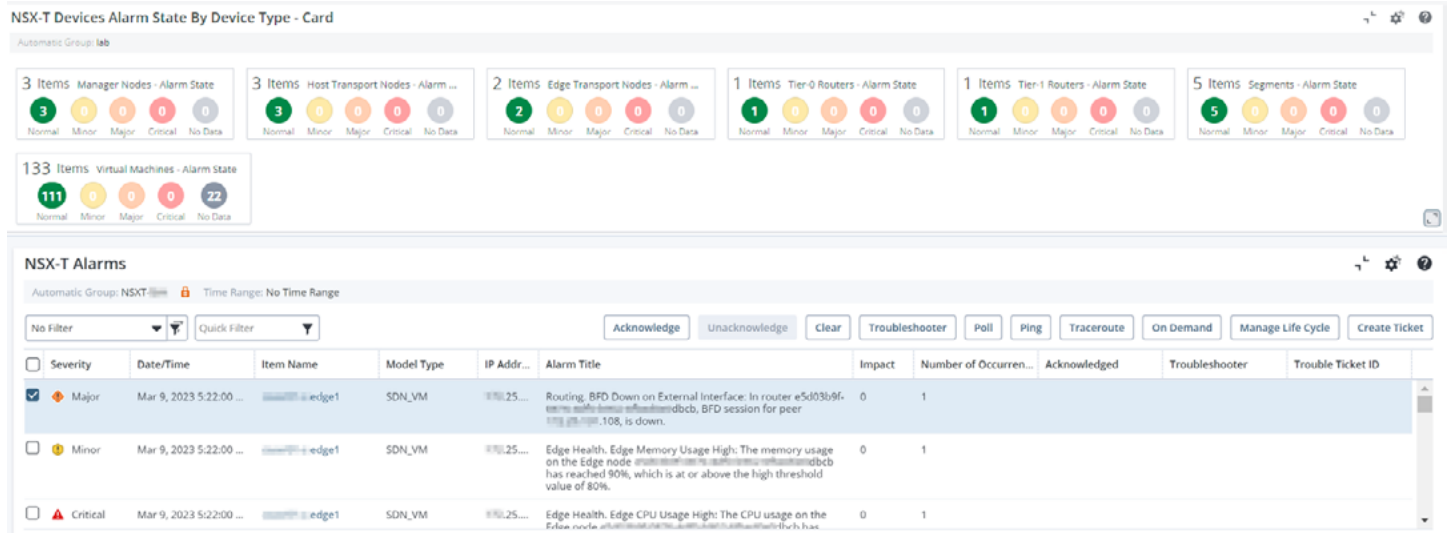 NSX-T Devices Alarm State By Device Type - Card
Automatic Group: lab
3 Items Manager Nodes - Alarm State
3 0 0 0 0
Normal Minor Major Critical No Data
3 Items Host Transport Nodes - Alarm ...
3 0 0 0 0
Normal Minor Major Critical No Data
2 Items Edge Transport Nodes - Alarm ...
2 0 0 0 0
Normal Minor Major Critical No Data
1 Items Tier-0 Routers - Alarm State
1 0 0 0 0
Normal Minor Major Critical No Data
1 Items Tier-1 Routers - Alarm State
1 0 0 0 0
Normal Minor Major Critical No Data
5 Items Segments - Alarm State
5 0 0 0 0
Normal Minor Major Critical No Data
133 Items Virtual Machines - Alarm State
111 0 0 0 22
Normal Minor Major Critical No Data
NSX-T Alarms
Automatic Group: NSXT- Time Range: No Time Range
No Filter Quick Filter Acknowledge Unacknowledge Clear Troubleshooter Poll Ping Traceroute On Demand Manage Life Cycle Create Ticket
Severity Date/Time Item Name Model Type IP Addr... Alarm Title Impact Number of Occurren... Acknowledged Troubleshooter Trouble Ticket ID
Major Mar 9, 2023 5:22:00 ... edge1 SDN_VM .25.... Routing. BFD Down on External Interface: In router e5d03b9f- 0 1
dbcb, BFD session for peer
.108, is down.
Minor Mar 9, 2023 5:22:00 ... edge1 SDN_VM .25.... Edge Health. Edge Memory Usage High: The memory usage 0 1
on the Edge node dbcb
has reached 90%, which is at or above the high threshold
value of 80%.
Critical Mar 9, 2023 5:22:00 ... edge1 SDN_VM .25.... Edge Health. Edge CPU Usage High: The CPU usage on the 0 1
Edge node dbcb has